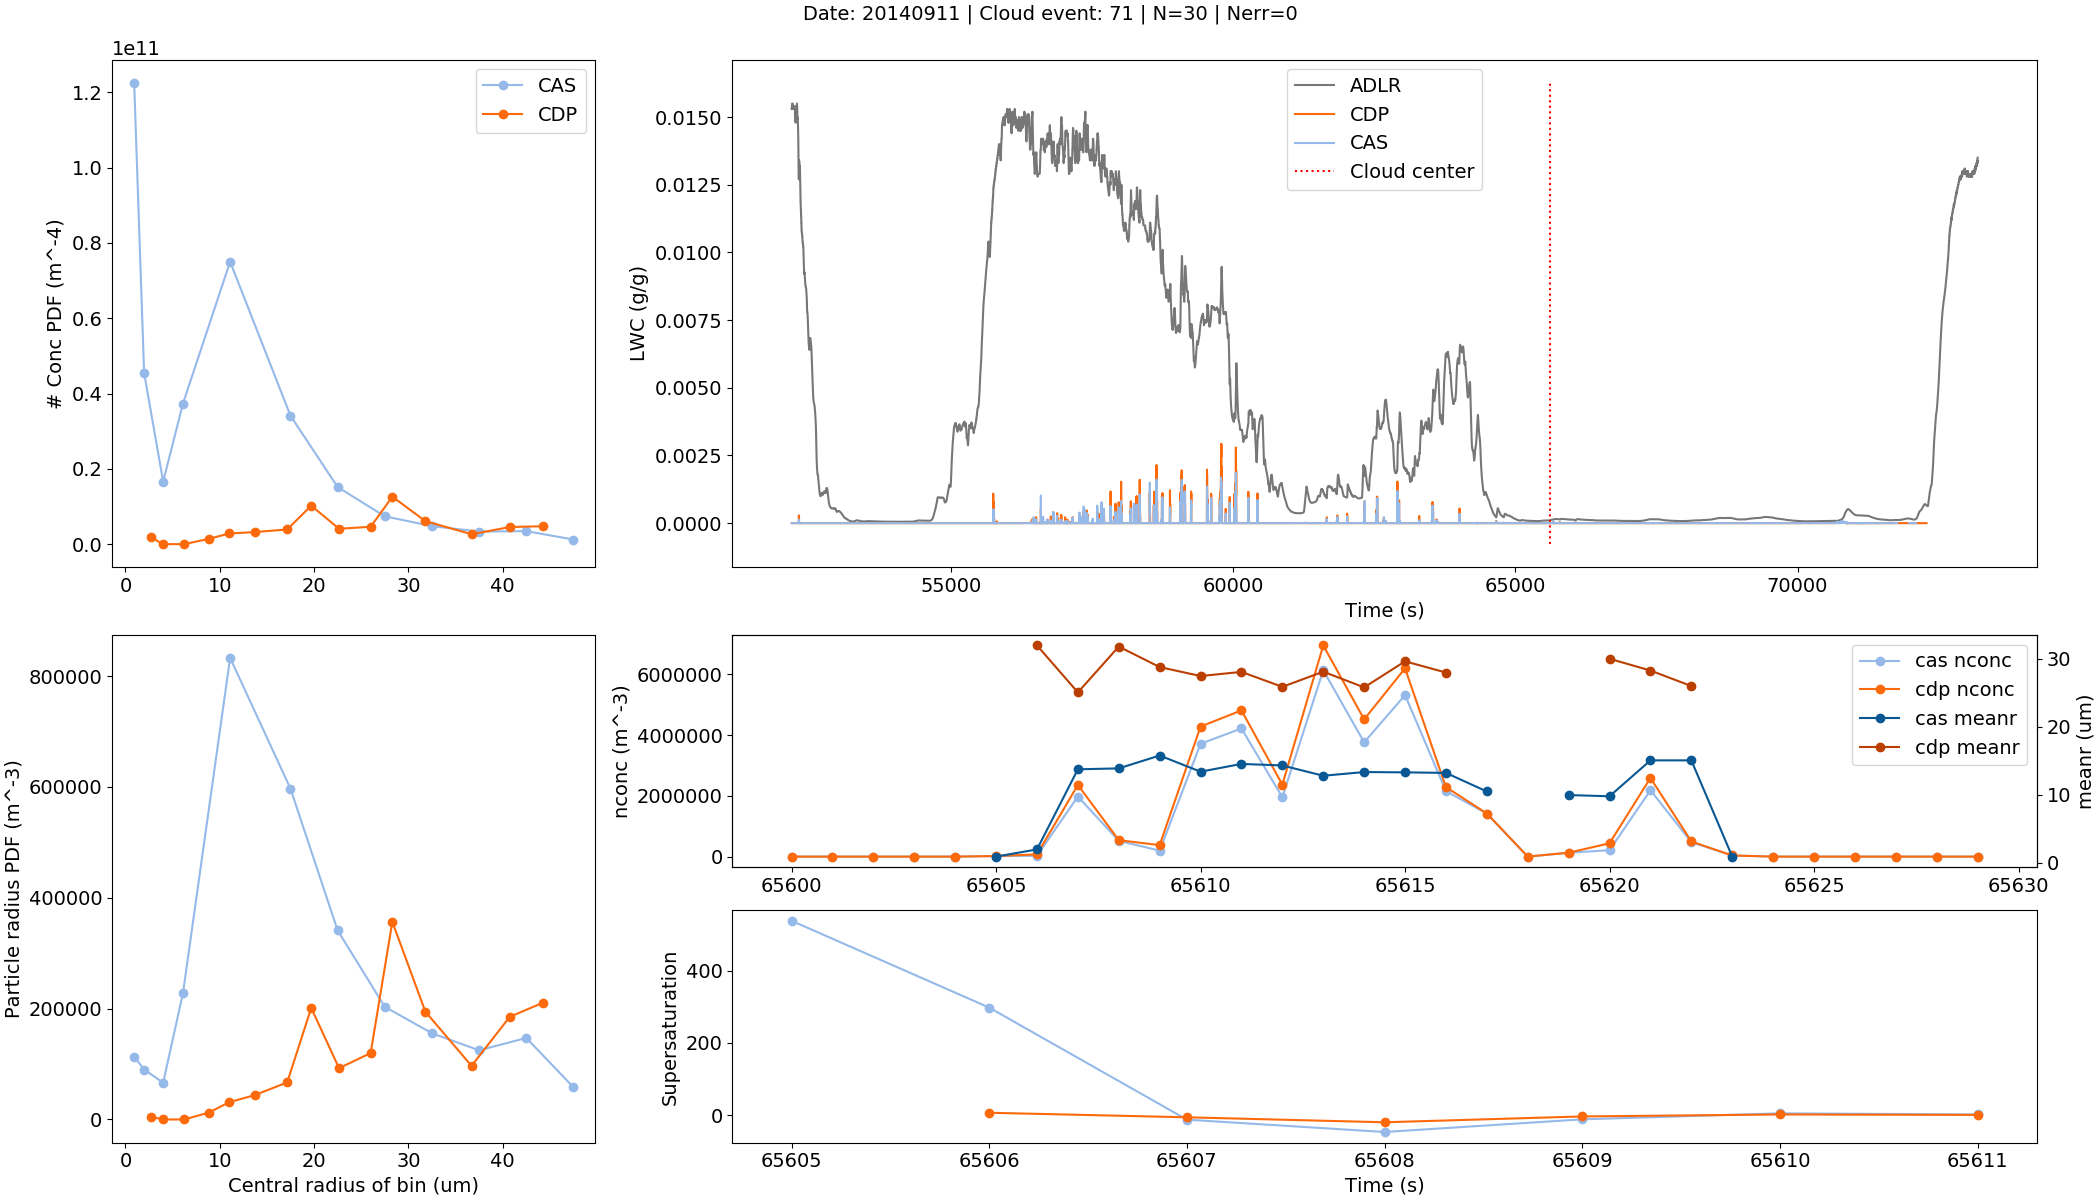 Date: 20140911 | Cloud event: 71 | N=30 | Nerr=0
1e11
# Conc PDF (m^-4)
1.2
1.0
0.8
0.6
0.4
0.2
0.0
0 10 20 30 40
CAS
CDP
LWC (g/g)
0.0150
0.0125
0.0100
0.0075
0.0050
0.0025
0.0000
55000 60000 65000 70000
Time (s)
ADLR
CDP
CAS
Cloud center
Particle radius PDF (m^-3)
800000
600000
400000
200000
0
0 10 20 30 40
Central radius of bin (um)
nconc (m^-3)
6000000
4000000
2000000
0
65600 65605 65610 65615 65620 65625 65630
cas nconc
cdp nconc
cas meanr
cdp meanr
30
20
10
0
meanr (um)
Supersaturation
400
200
0
65605 65606 65607 65608 65609 65610 65611
Time (s)